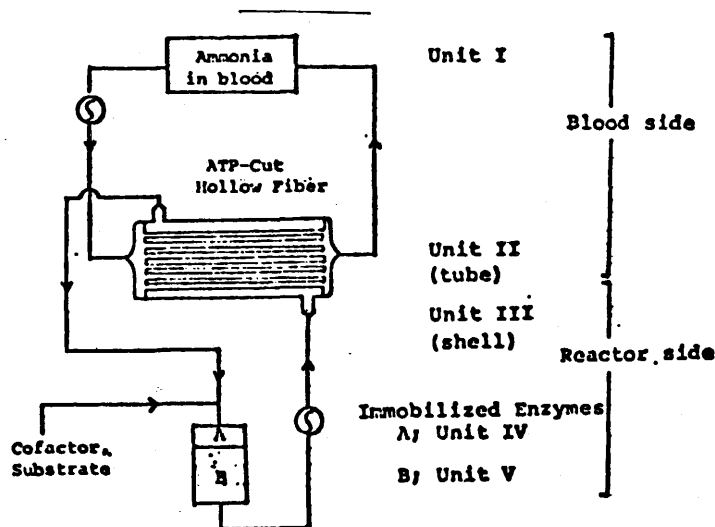 Ammonia
in blood
Unit I
Blood side
ATP-Cut
Hollow Fiber
Unit II
(tube)
Unit III
(shell)
Reactor side
Immobilized Enzymes
A; Unit IV
B; Unit V
Cofactor,
Substrate
A
B